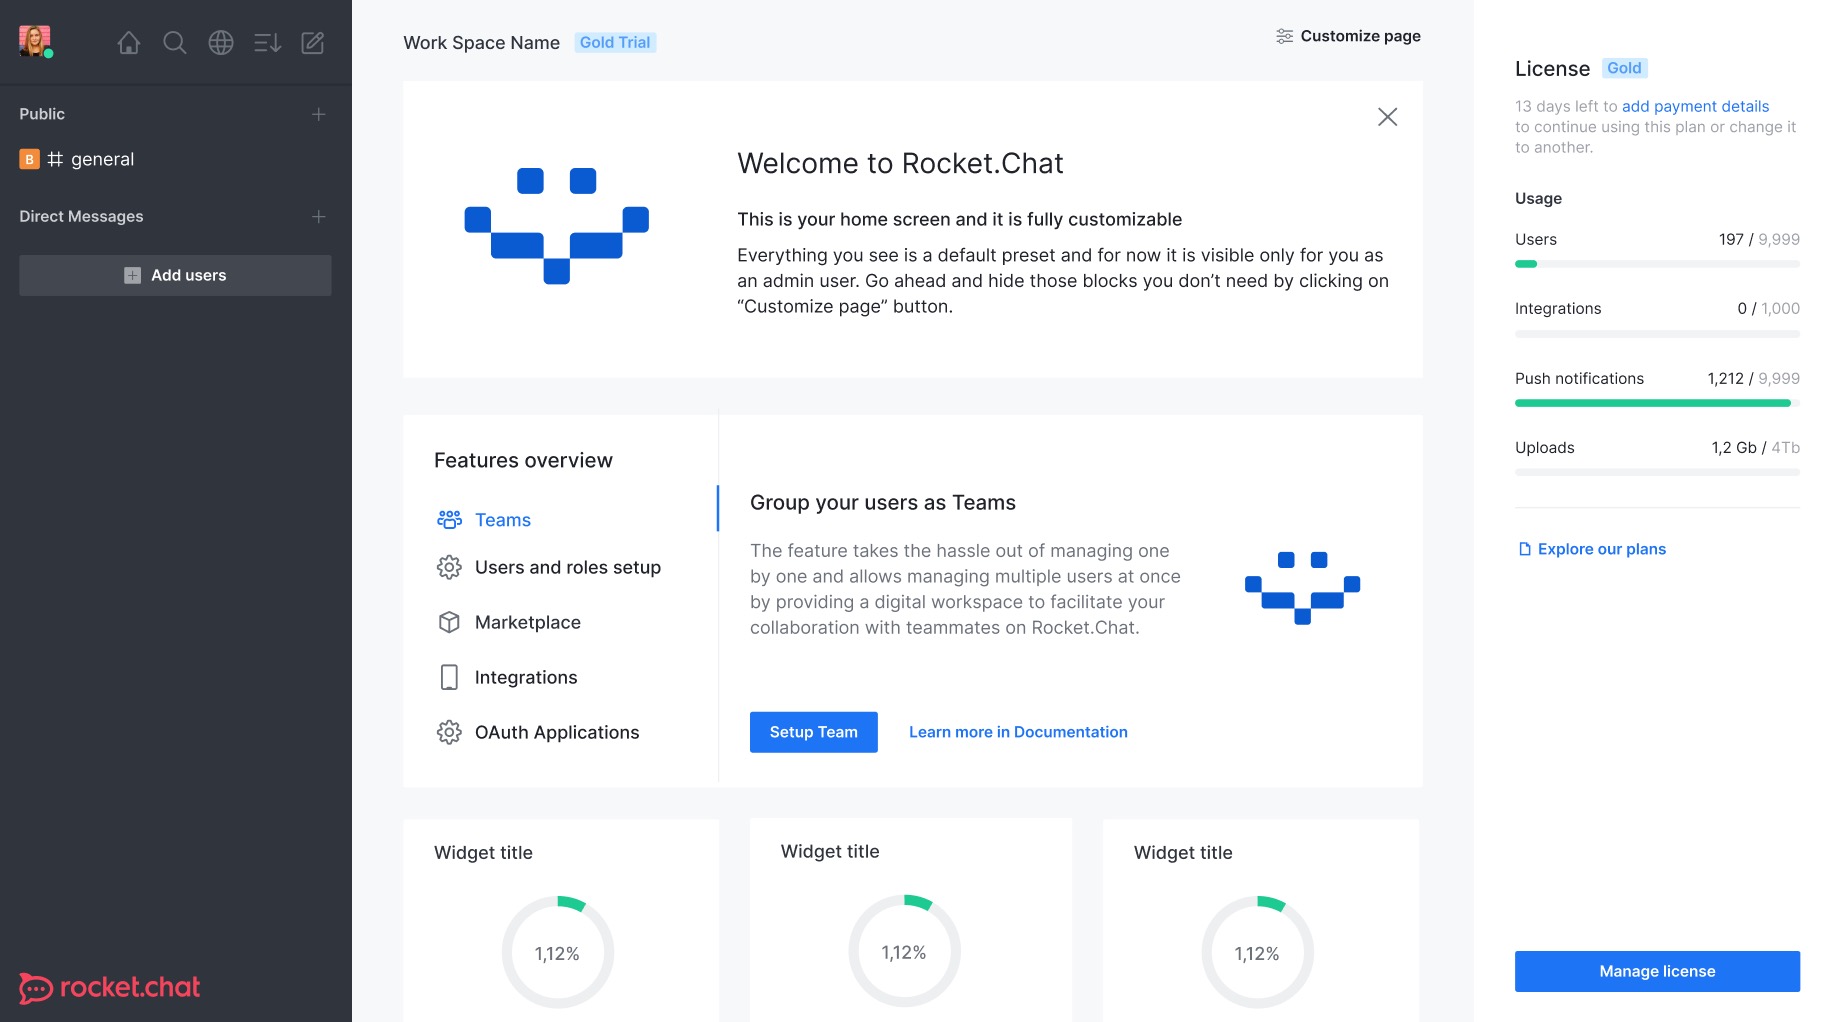 Public
B general
Direct Messages
Add users
rocket.chat
Work Space Name Gold Trial
Customize page
Welcome to Rocket.Chat
This is your home screen and it is fully customizable
Everything you see is a default preset and for now it is visible only for you as
an admin user. Go ahead and hide those blocks you don’t need by clicking on
“Customize page” button.
Features overview
Teams
Users and roles setup
Marketplace
Integrations
OAuth Applications
Group your users as Teams
The feature takes the hassle out of managing one
by one and allows managing multiple users at once
by providing a digital workspace to facilitate your
collaboration with teammates on Rocket.Chat.
Setup Team
Learn more in Documentation
Widget title
1,12%
Widget title
1,12%
Widget title
1,12%
License Gold
13 days left to add payment details
to continue using this plan or change it
to another.
Usage
Users 197 / 9,999
Integrations 0 / 1,000
Push notifications 1,212 / 9,999
Uploads 1,2 Gb / 4Tb
Explore our plans
Manage license